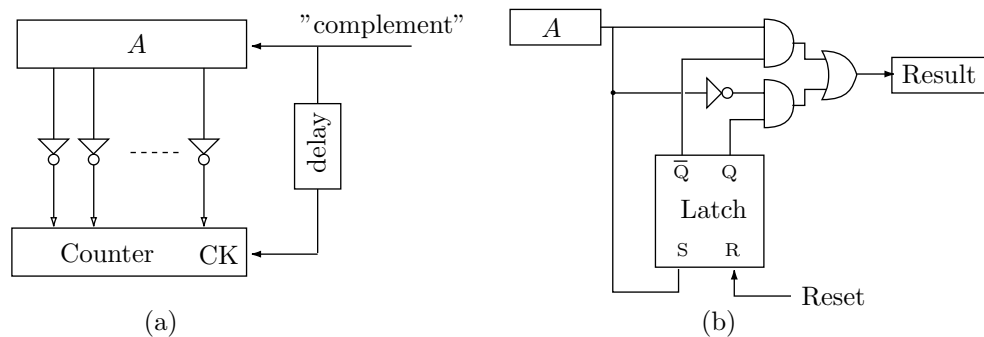 A
”complement”
delay
Counter CK
(a)
A
Result
Q̅ Q
Latch
S R
Reset
(b)